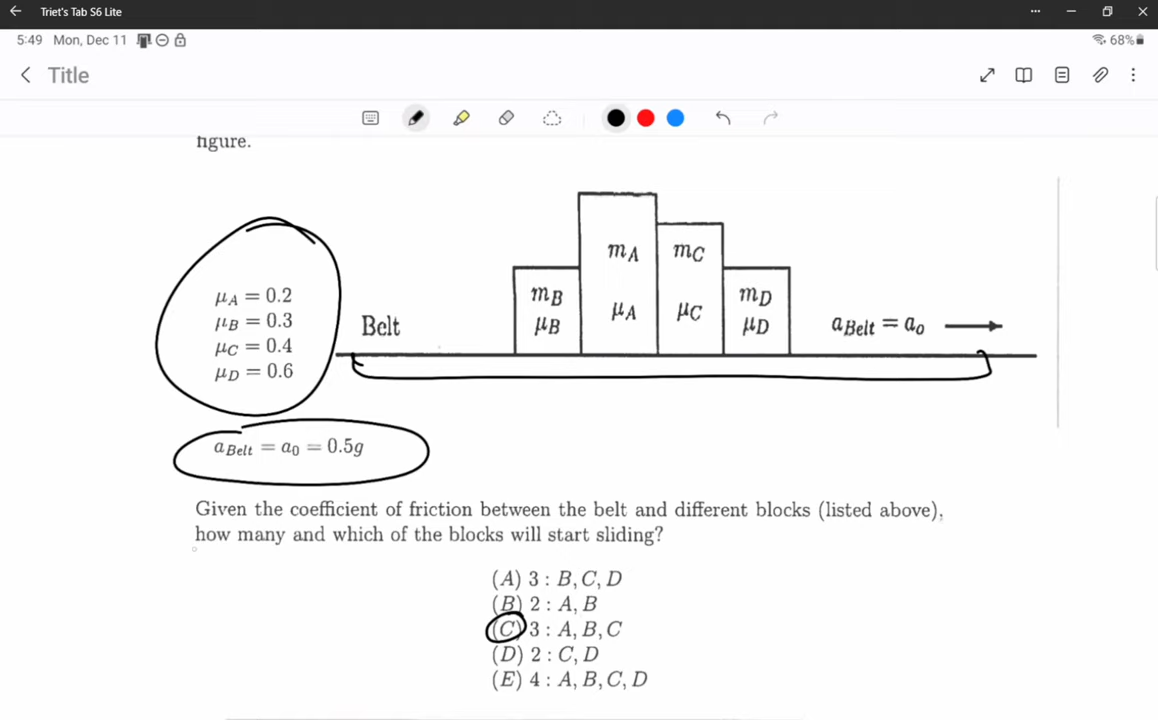 Triet's Tab S6 Lite
5:49 Mon, Dec 11
68%
Title
figure.
m_A m_C
m_B m_D
μ_A μ_C
μ_B μ_D
μ_A = 0.2
μ_B = 0.3
μ_C = 0.4
μ_D = 0.6
Belt
a_Belt = a_o
a_Belt = a_0 = 0.5g
Given the coefficient of friction between the belt and different blocks (listed above),
how many and which of the blocks will start sliding?
(A) 3 : B, C, D
(B) 2 : A, B
(C) 3 : A, B, C
(D) 2 : C, D
(E) 4 : A, B, C, D